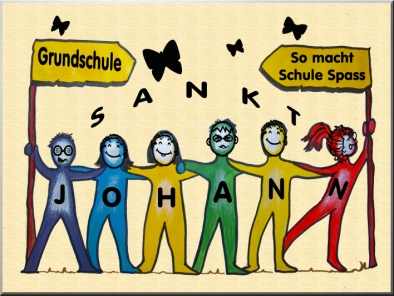 Grundschule
So macht
Schule Spass
SANKT
JOHANN